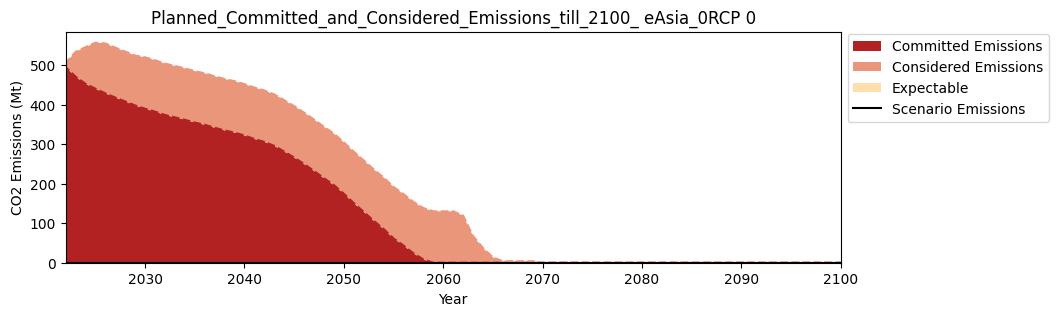 Planned_Committed_and_Considered_Emissions_till_2100_ eAsia_0RCP 0
CO2 Emissions (Mt)
500
400
300
200
100
0
2030
2040
2050
2060
2070
2080
2090
2100
Year
Committed Emissions
Considered Emissions
Expectable
Scenario Emissions